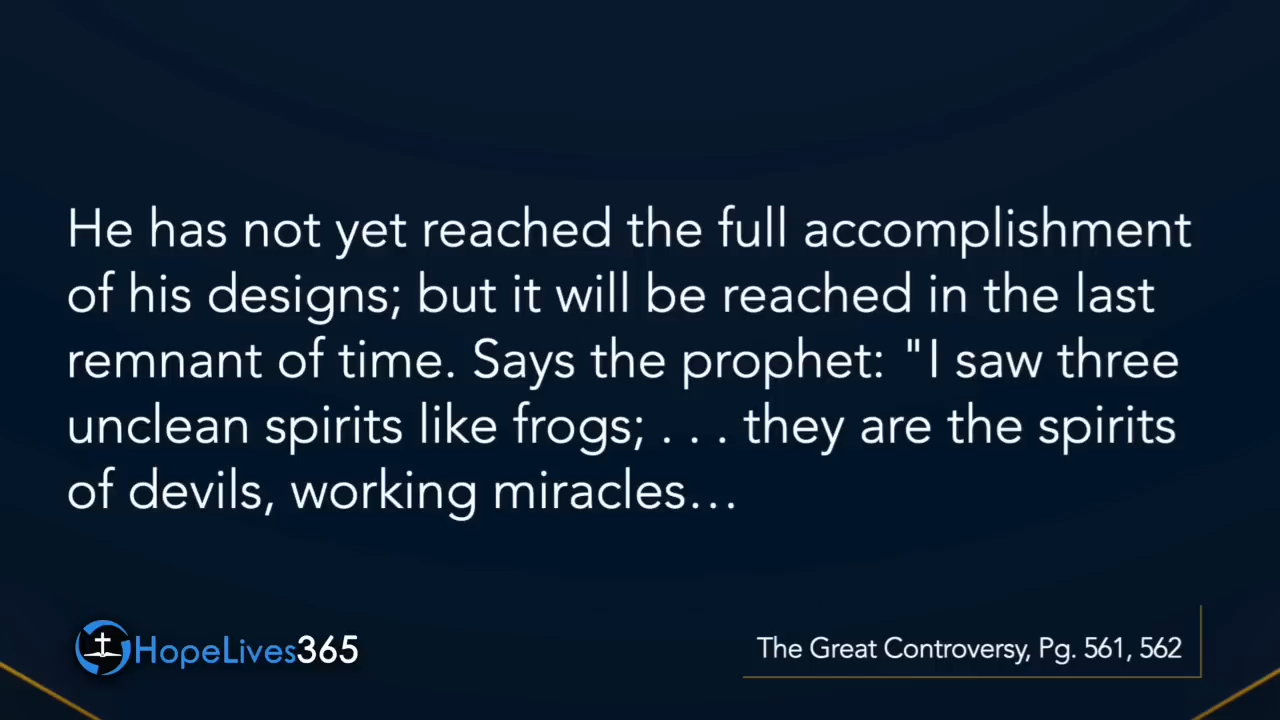 He has not yet reached the full accomplishment
of his designs; but it will be reached in the last
remnant of time. Says the prophet: "I saw three
unclean spirits like frogs; . . . they are the spirits
of devils, working miracles…
HopeLives365
The Great Controversy, Pg. 561, 562